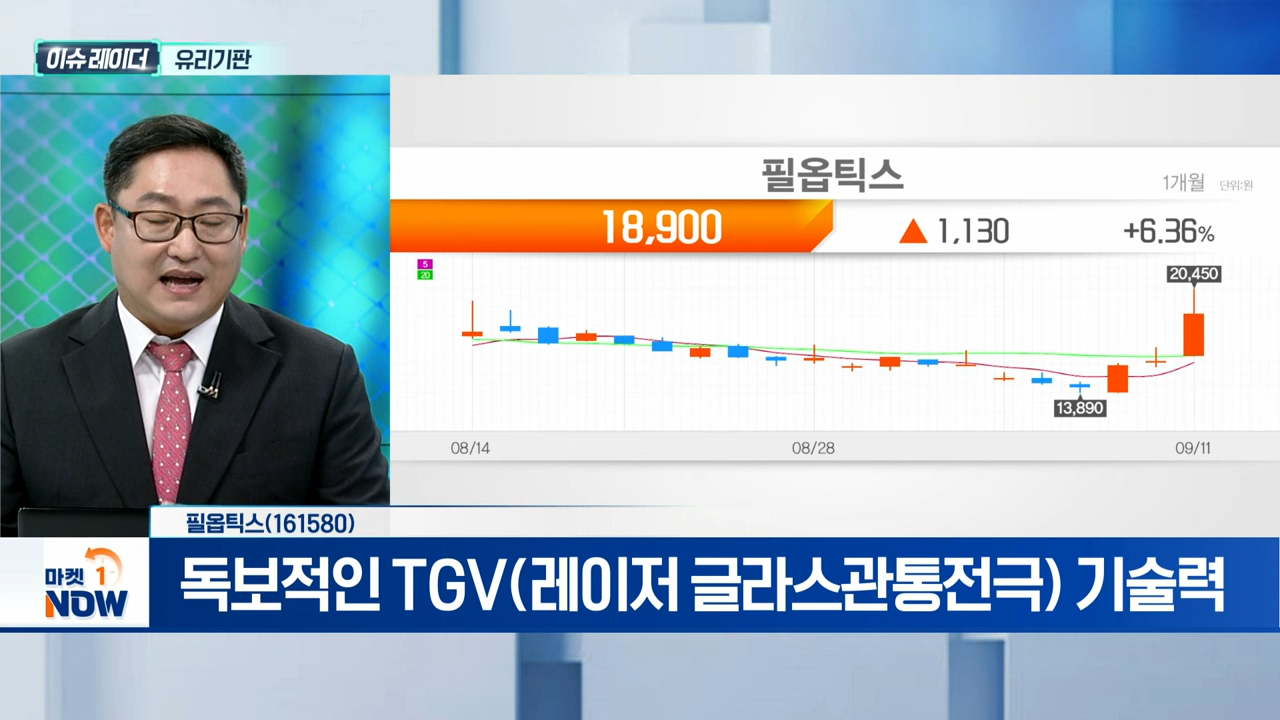 이슈 레이더 유리기판
필옵틱스
1개월 단위:원
18,900 ▲ 1,130 +6.36%
5
20
20,450
13,890
08/14 08/28 09/11
필옵틱스(161580)
마켓 1
NOW
독보적인 TGV(레이저 글라스관통전극) 기술력